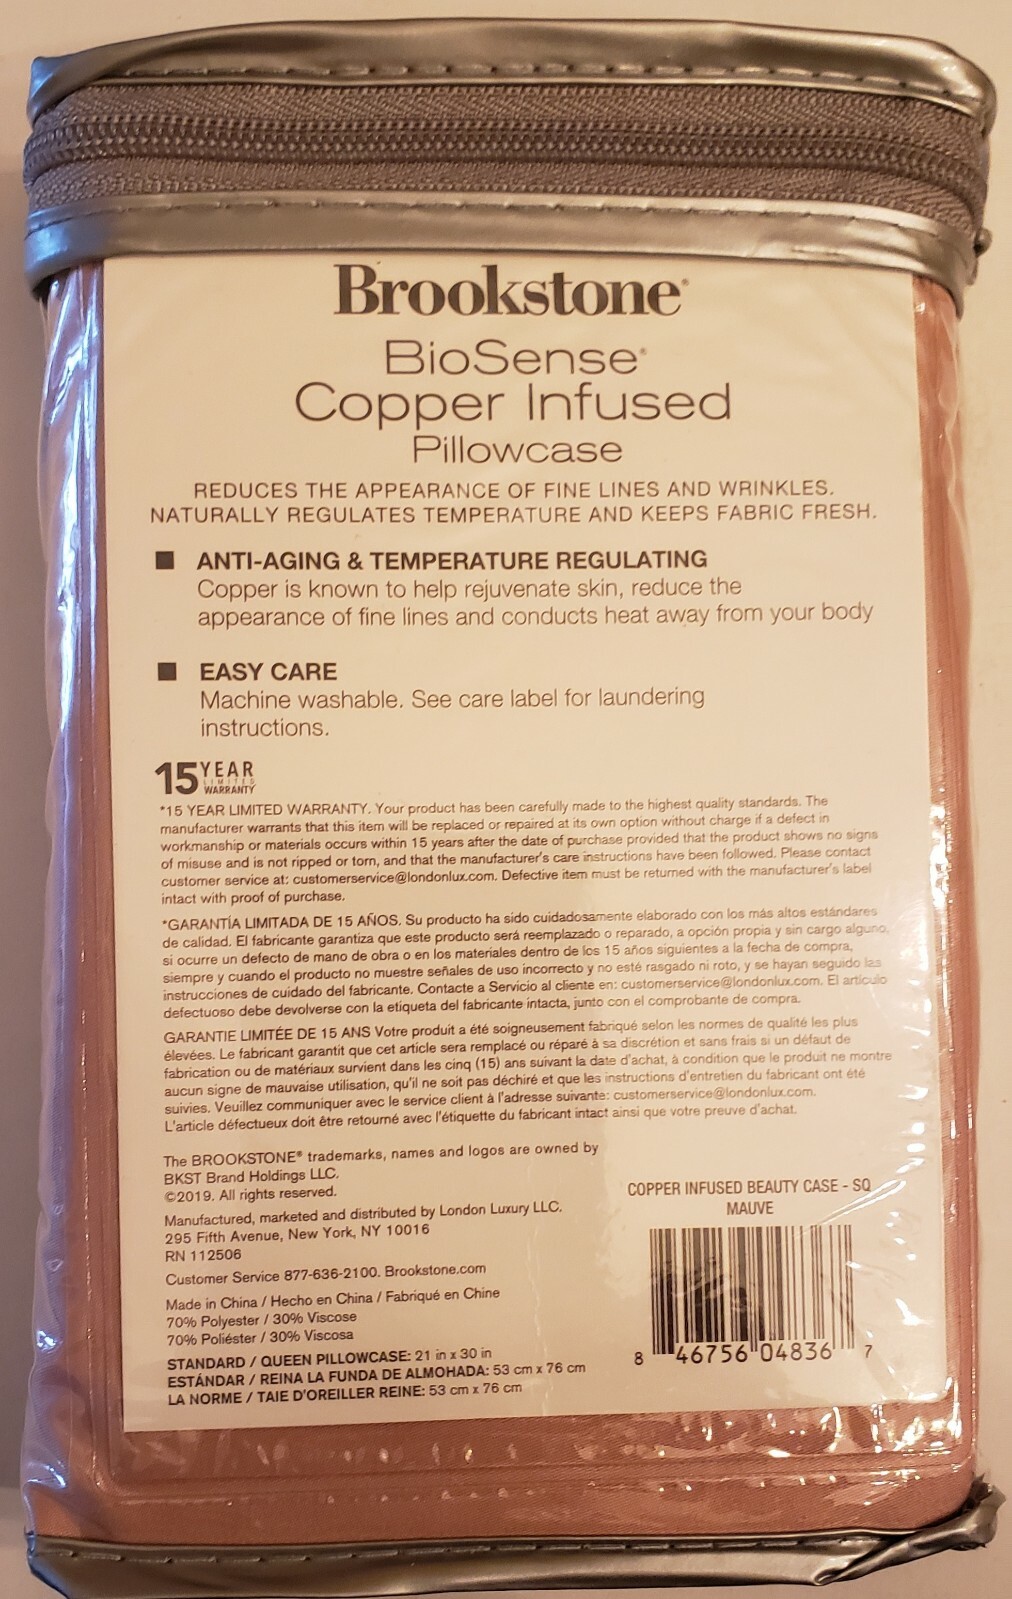 Brookstone®
BioSense®
Copper Infused
Pillowcase
REDUCES THE APPEARANCE OF FINE LINES AND WRINKLES.
NATURALLY REGULATES TEMPERATURE AND KEEPS FABRIC FRESH.
■ ANTI-AGING & TEMPERATURE REGULATING
Copper is known to help rejuvenate skin, reduce the
appearance of fine lines and conducts heat away from your body
■ EASY CARE
Machine washable. See care label for laundering
instructions.
15 YEAR
LIMITED
WARRANTY
*15 YEAR LIMITED WARRANTY. Your product has been carefully made to the highest quality standards. The
manufacturer warrants that this item will be replaced or repaired at its own option without charge if a defect in
workmanship or materials occurs within 15 years after the date of purchase provided that the product shows no signs
of misuse and is not ripped or torn, and that the manufacturer's care instructions have been followed. Please contact
customer service at: customerservice@londonlux.com. Defective item must be returned with the manufacturer's label
intact with proof of purchase.
*GARANTÍA LIMITADA DE 15 AÑOS. Su producto ha sido cuidadosamente elaborado con los más altos estándares
de calidad. El fabricante garantiza que este producto será reemplazado o reparado, a opción propia y sin cargo alguno,
si ocurre un defecto de mano de obra o en los materiales dentro de los 15 años siguientes a la fecha de compra,
siempre y cuando el producto no muestre señales de uso incorrecto y no esté rasgado ni roto, y se hayan seguido las
instrucciones de cuidado del fabricante. Contacte a Servicio al cliente en: customerservice@londonlux.com. El artículo
defectuoso debe devolverse con la etiqueta del fabricante intacta, junto con el comprobante de compra.
GARANTIE LIMITÉE DE 15 ANS Votre produit a été soigneusement fabriqué selon les normes de qualité les plus
élevées. Le fabricant garantit que cet article sera remplacé ou réparé à sa discrétion et sans frais si un défaut de
fabrication ou de matériaux survient dans les cinq (15) ans suivant la date d'achat, à condition que le produit ne montre
aucun signe de mauvaise utilisation, qu'il ne soit pas déchiré et que les instructions d'entretien du fabricant ont été
suivies. Veuillez communiquer avec le service client à l'adresse suivante: customerservice@londonlux.com.
L'article défectueux doit être retourné avec l'étiquette du fabricant intact ainsi que votre preuve d'achat.
The BROOKSTONE® trademarks, names and logos are owned by
BKST Brand Holdings LLC.
©2019. All rights reserved.
Manufactured, marketed and distributed by London Luxury LLC.
295 Fifth Avenue, New York, NY 10016
RN 112506
Customer Service 877-636-2100. Brookstone.com
Made in China / Hecho en China / Fabriqué en Chine
70% Polyester / 30% Viscose
70% Poliéster / 30% Viscosa
STANDARD / QUEEN PILLOWCASE: 21 in x 30 in
ESTÁNDAR / REINA LA FUNDA DE ALMOHADA: 53 cm x 76 cm
LA NORME / TAIE D'OREILLER REINE: 53 cm x 76 cm
COPPER INFUSED BEAUTY CASE - SQ
MAUVE
8 46756 04836 7